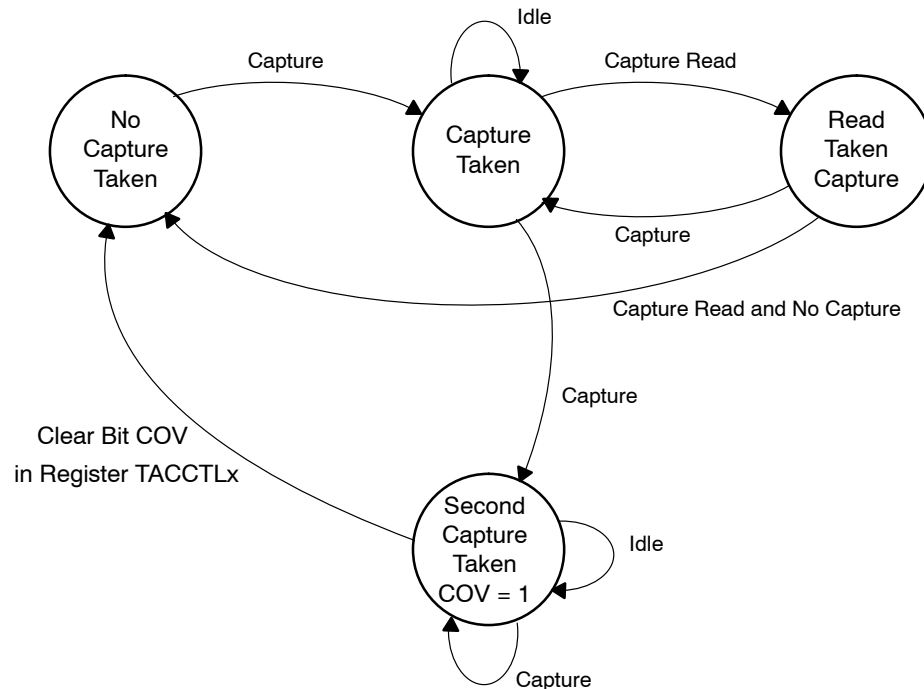 Idle
Capture
Capture Read
No
Capture
Taken
Capture
Taken
Read
Taken
Capture
Capture
Capture Read and No Capture
Capture
Clear Bit COV
in Register TACCTLx
Second
Capture
Taken
COV = 1
Idle
Capture